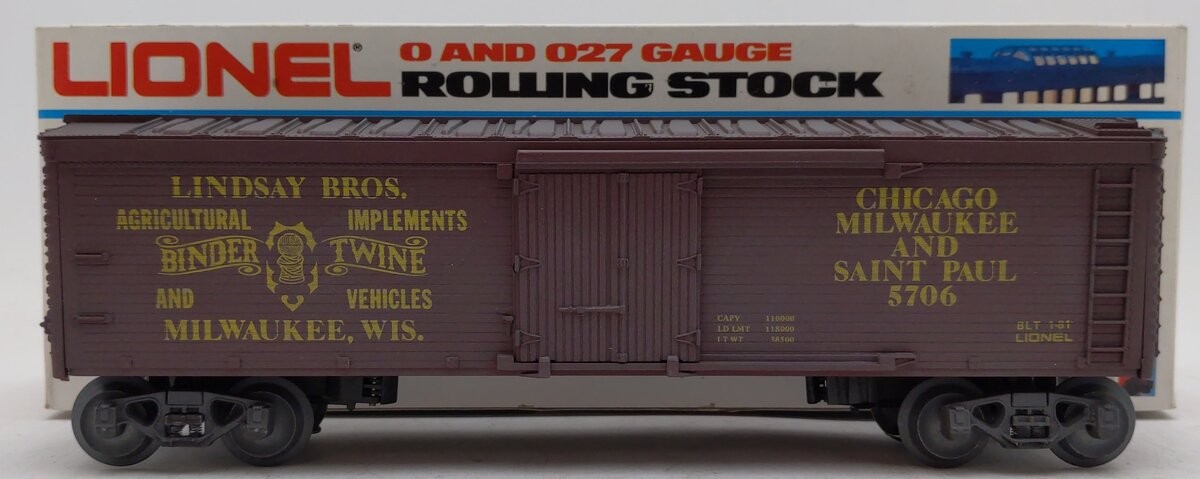 LIONEL®
O AND O27 GAUGE
ROLLING STOCK
LINDSAY BROS.
AGRICULTURAL IMPLEMENTS
BINDER TWINE
AND VEHICLES
MILWAUKEE, WIS.
CHICAGO
MILWAUKEE
AND
SAINT PAUL
5706
CAPY 110000
LD LMT 118000
LT WT 38500
BLT 1-81
LIONEL